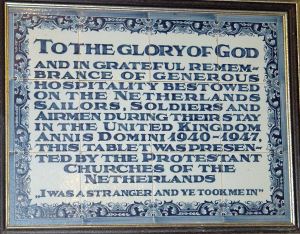 TO THE GLORY OF GOD
AND IN GRATEFUL REMEM-
BRANCE OF GENEROUS
HOSPITALITY BESTOWED
ON THE NETHERLANDS
SAILORS, SOLDIERS AND
AIRMEN DURING THEIR STAY
IN THE UNITED KINGDOM
ANNIS DOMINI 1940-1947,
THIS TABLET WAS PRESEN-
TED BY THE PROTESTANT
CHURCHES OF THE
NETHERLANDS
„I WAS A STRANGER AND YE TOOK ME IN”